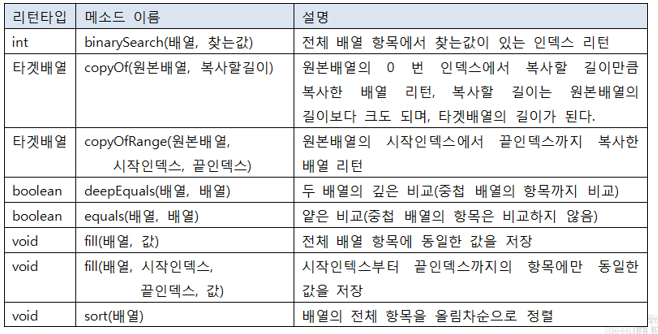 리턴타입 메소드 이름 설명
int binarySearch(배열, 찾는값) 전체 배열 항목에서 찾는값이 있는 인덱스 리턴
타겟배열 copyOf(원본배열, 복사할길이) 원본배열의 0 번 인덱스에서 복사할 길이만큼
복사한 배열 리턴, 복사할 길이는 원본배열의
길이보다 크도 되며, 타겟배열의 길이가 된다.
타겟배열 copyOfRange(원본배열, 원본배열의 시작인덱스에서 끝인덱스까지 복사한
시작인덱스, 끝인덱스) 배열 리턴
boolean deepEquals(배열, 배열) 두 배열의 깊은 비교(중첩 배열의 항목까지 비교)
boolean equals(배열, 배열) 얕은 비교(중첩 배열의 항목은 비교하지 않음)
void fill(배열, 값) 전체 배열 항목에 동일한 값을 저장
void fill(배열, 시작인덱스, 시작인텍스부터 끝인덱스까지의 항목에만 동일한
끝인덱스, 값) 값을 저장
void sort(배열) 배열의 전체 항목을 올림차순으로 정렬